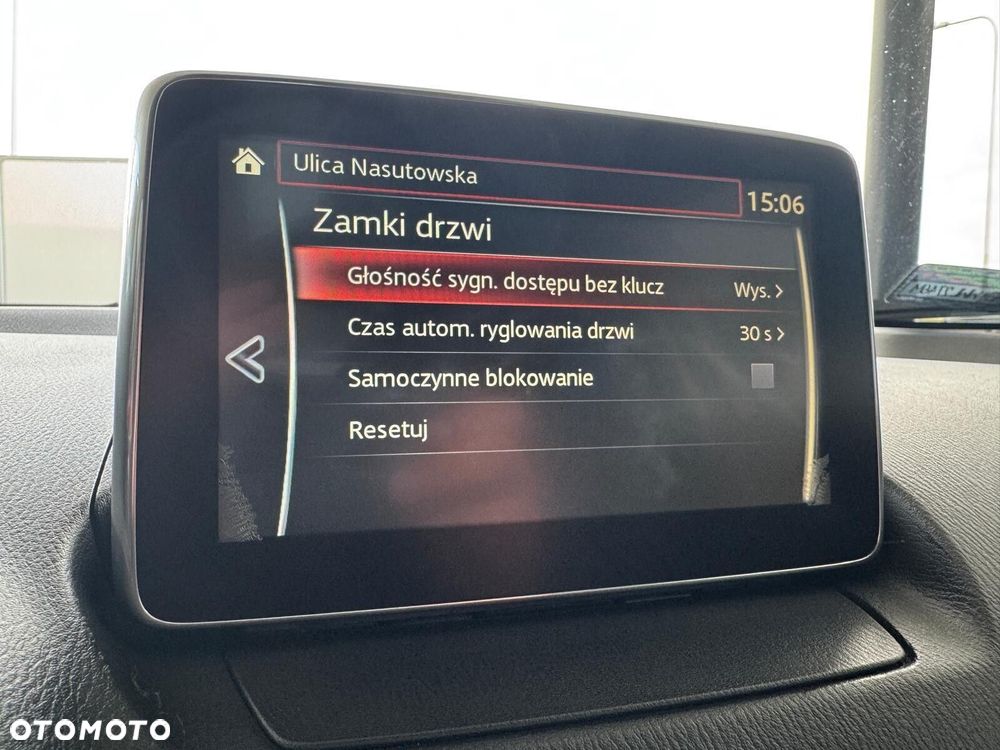 Ulica Nasutowska
15:06
Zamki drzwi
Głośność sygn. dostępu bez klucz Wys.
Czas autom. ryglowania drzwi 30 s
Samoczynne blokowanie
Resetuj
OTOMOTO